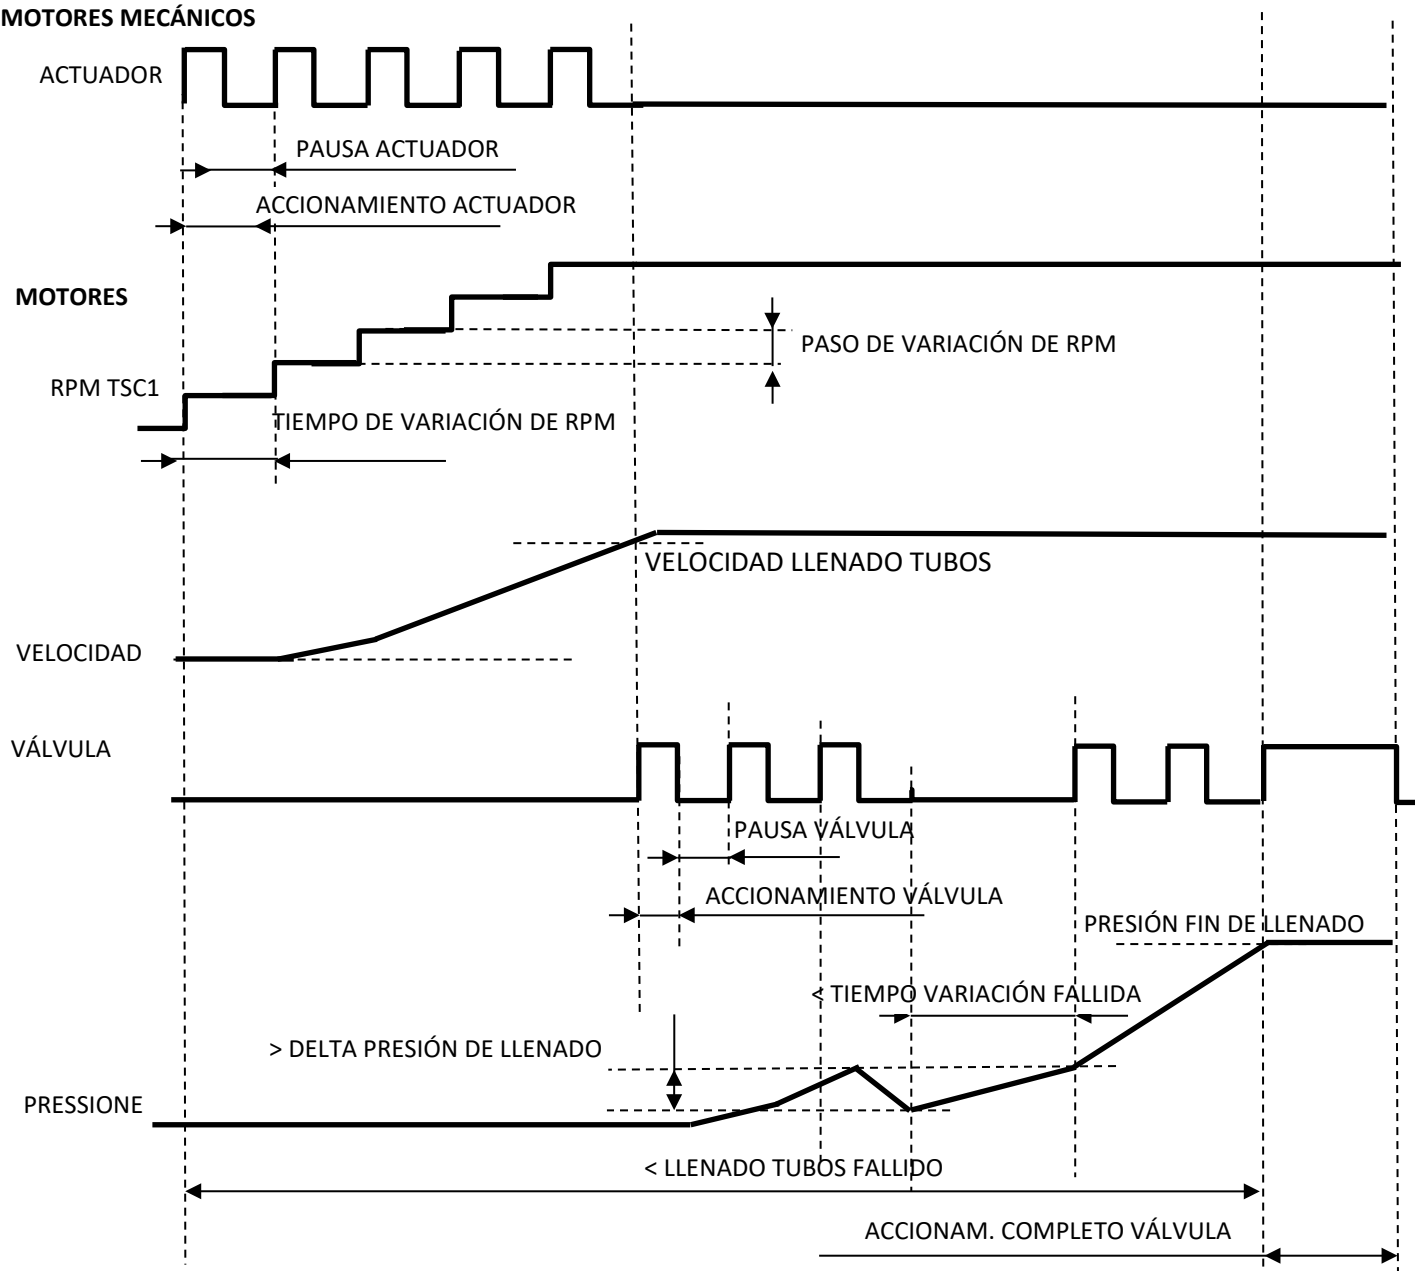 MOTORES MECÁNICOS
ACTUADOR
PAUSA ACTUADOR
ACCIONAMIENTO ACTUADOR
MOTORES
PASO DE VARIACIÓN DE RPM
RPM TSC1
TIEMPO DE VARIACIÓN DE RPM
VELOCIDAD LLENADO TUBOS
VELOCIDAD
VÁLVULA
PAUSA VÁLVULA
ACCIONAMIENTO VÁLVULA
PRESIÓN FIN DE LLENADO
< TIEMPO VARIACIÓN FALLIDA
> DELTA PRESIÓN DE LLENADO
PRESSIONE
< LLENADO TUBOS FALLIDO
ACCIONAM. COMPLETO VÁLVULA